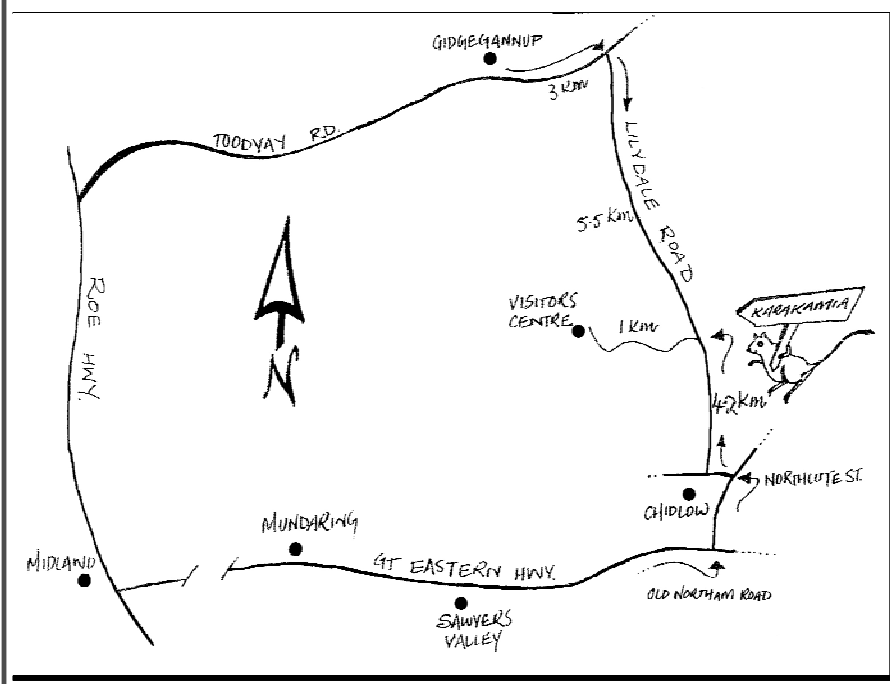 GIDGEGANNUP
3 KM
TOODYAY RD.
LILYDALE ROAD
5.5 KM
ROE HWY.
VISITORS
CENTRE
1 KM
KARAKAMIA
N
4.2 KM
NORTHCOTE ST.
CHIDLOW
MUNDARING
MIDLAND
GT EASTERN HWY.
OLD NORTHAM ROAD
SAWYERS
VALLEY